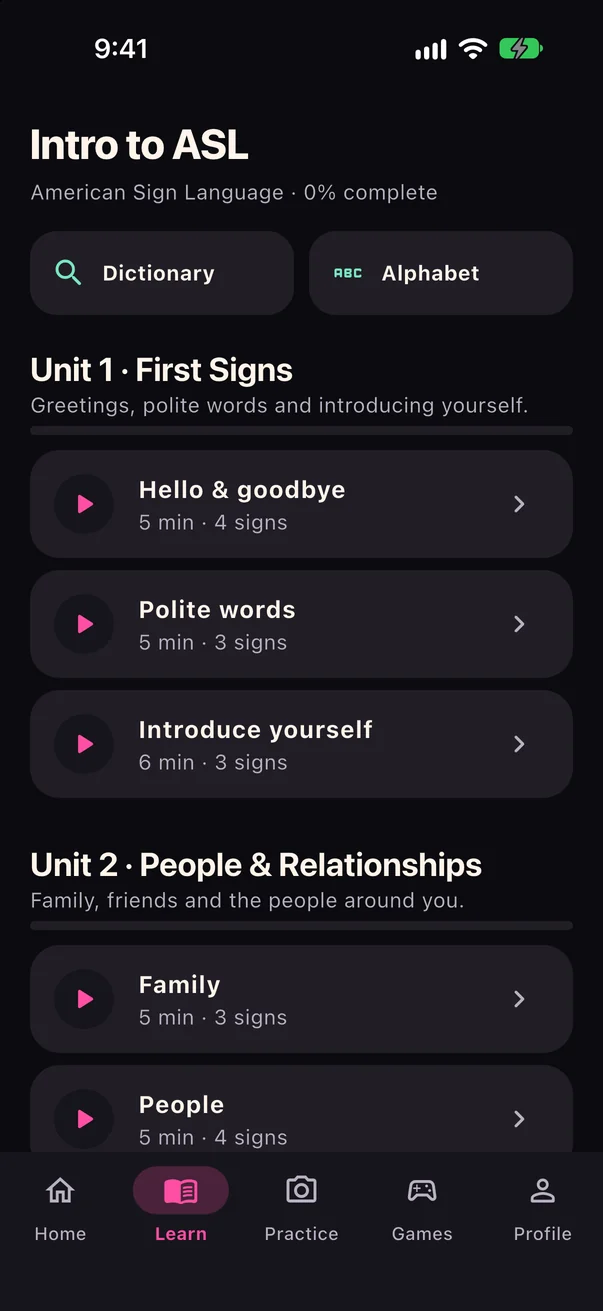 9:41
Intro to ASL
American Sign Language · 0% complete
Dictionary
ABC Alphabet
Unit 1 · First Signs
Greetings, polite words and introducing yourself.
Hello & goodbye
5 min · 4 signs
Polite words
5 min · 3 signs
Introduce yourself
6 min · 3 signs
Unit 2 · People & Relationships
Family, friends and the people around you.
Family
5 min · 3 signs
People
5 min · 4 signs
Home
Learn
Practice
Games
Profile